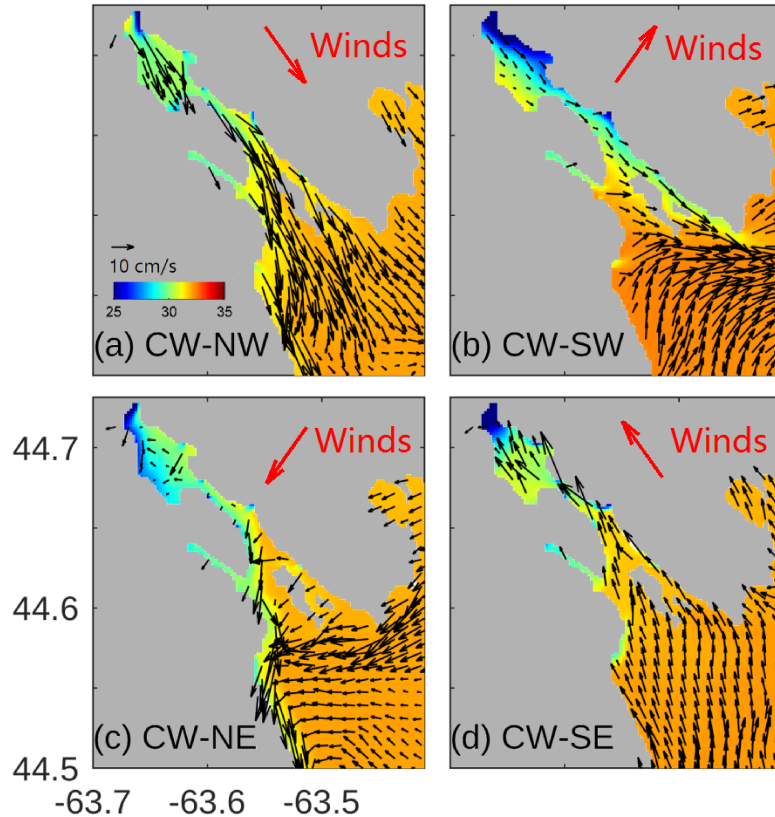 Winds
Winds
10 cm/s
25 30 35
(a) CW-NW
(b) CW-SW
Winds
Winds
44.7
44.6
(c) CW-NE
(d) CW-SE
44.5
-63.7 -63.6 -63.5